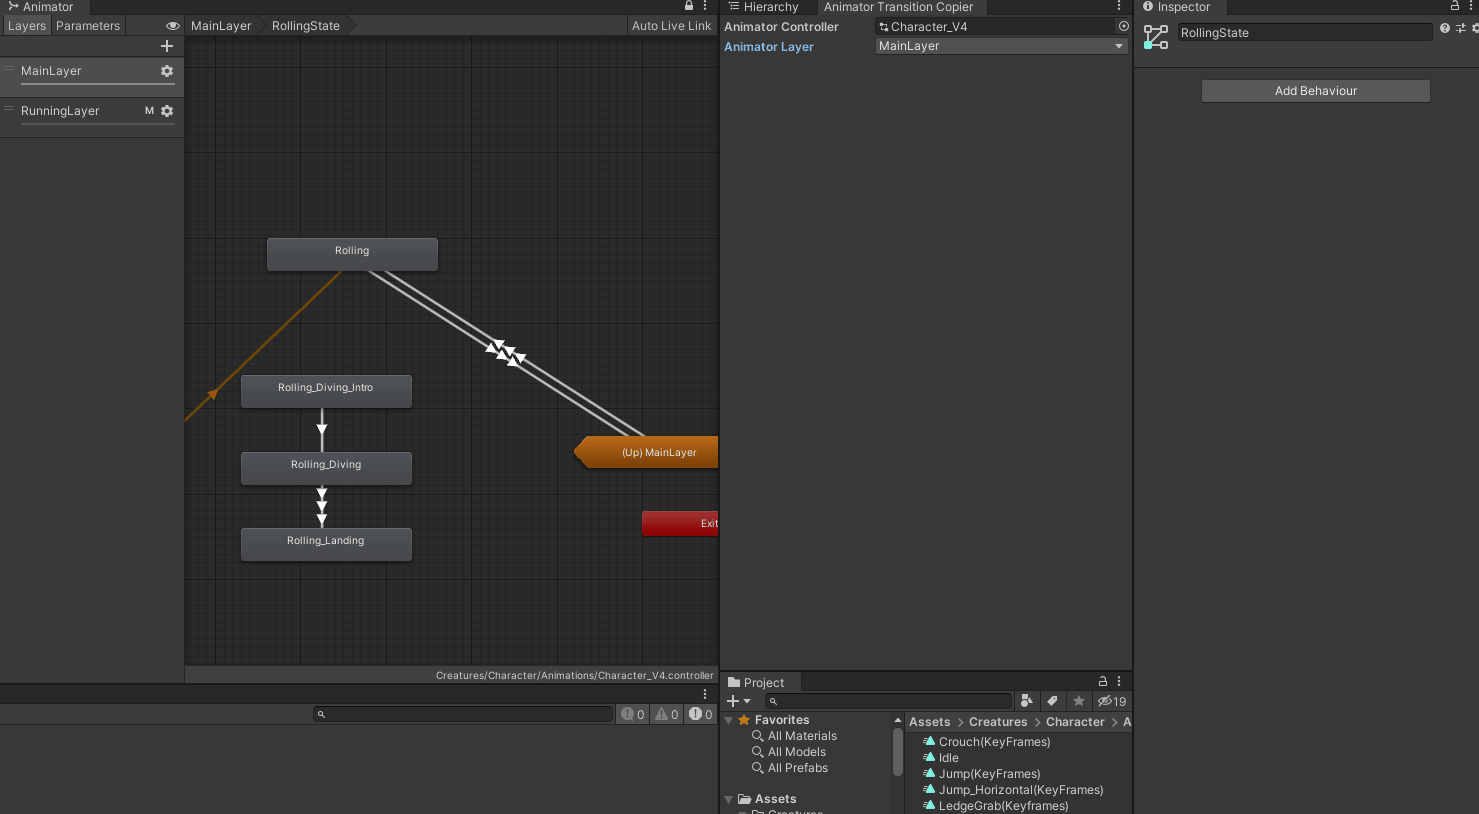 Animator
Layers Parameters
MainLayer RollingState
Auto Live Link
MainLayer
RunningLayer M
Rolling
Rolling_Diving_Intro
Rolling_Diving
Rolling_Landing
(Up) MainLayer
Exit
Creatures/Character/Animations/Character_V4.controller
0 0 0
Hierarchy Animator Transition Copier
Animator Controller Character_V4
Animator Layer MainLayer
Inspector
RollingState
Add Behaviour
Project
19
Favorites
All Materials
All Models
All Prefabs
Assets
Creatures
Assets > Creatures > Character > A
Crouch(KeyFrames)
Idle
Jump(KeyFrames)
Jump_Horizontal(KeyFrames)
LedgeGrab(Keyframes)